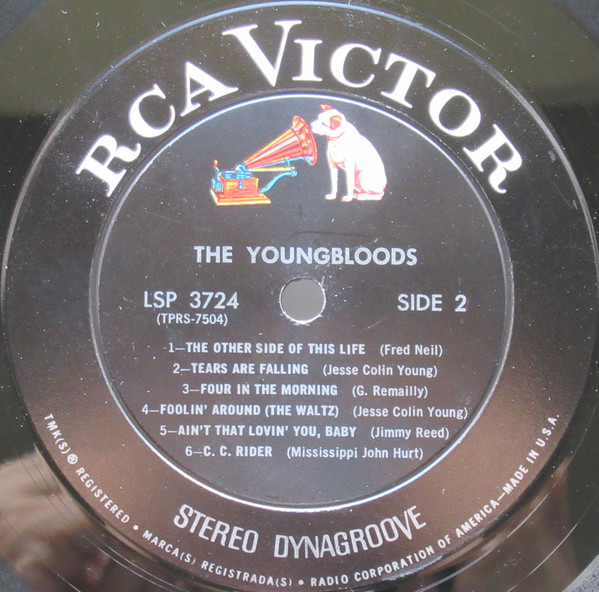 RCA VICTOR
THE YOUNGBLOODS
LSP 3724 SIDE 2
(TPRS-7504)
1—THE OTHER SIDE OF THIS LIFE (Fred Neil)
2—TEARS ARE FALLING (Jesse Colin Young)
3—FOUR IN THE MORNING (G. Remailly)
4—FOOLIN' AROUND (THE WALTZ) (Jesse Colin Young)
5—AIN'T THAT LOVIN' YOU, BABY (Jimmy Reed)
6—C. C. RIDER (Mississippi John Hurt)
STEREO DYNAGROOVE
TMK(S) ® REGISTERED • MARCA(S) REGISTRADA(S) • RADIO CORPORATION OF AMERICA—MADE IN U.S.A.